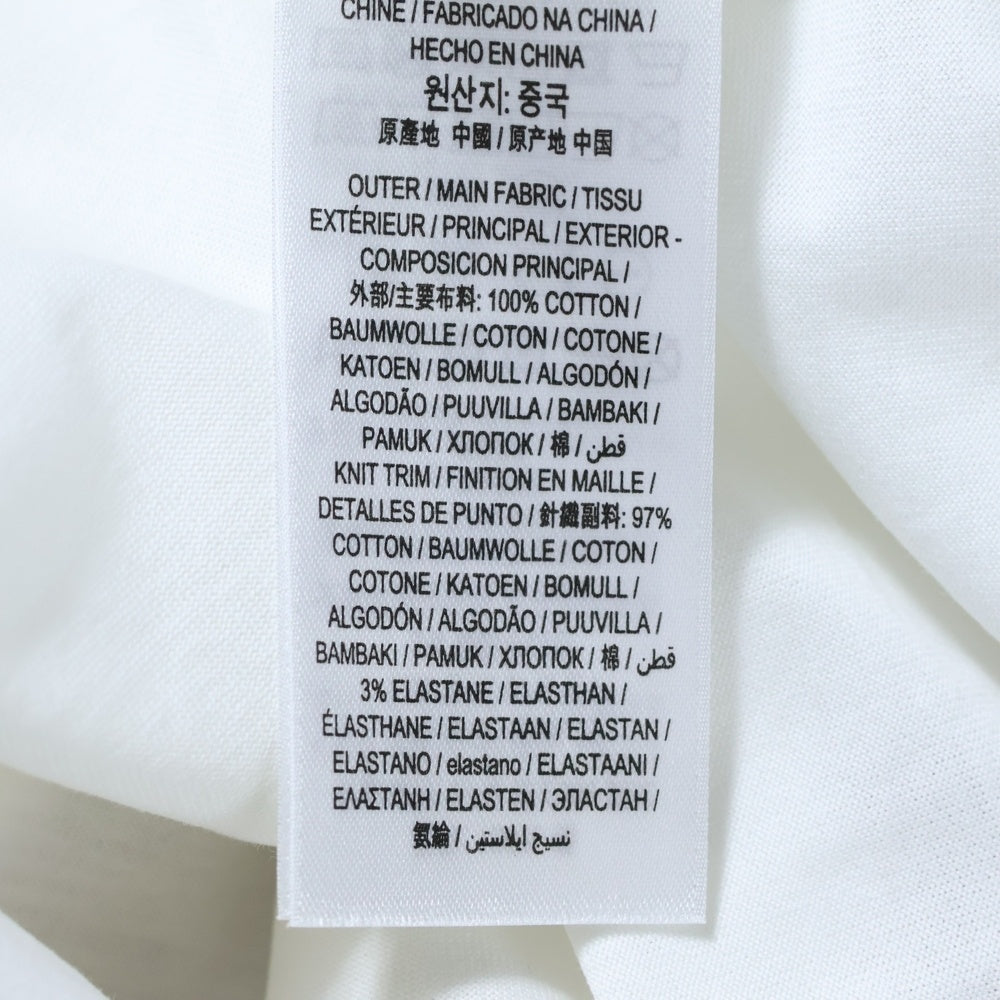 CHINE / FABRICADO NA CHINA /
HECHO EN CHINA
원산지: 중국
原產地 中國 / 原产地 中国
OUTER / MAIN FABRIC / TISSU
EXTÉRIEUR / PRINCIPAL / EXTERIOR -
COMPOSICION PRINCIPAL /
外部/主要布料: 100% COTTON /
BAUMWOLLE / COTON / COTONE /
KATOEN / BOMULL / ALGODÓN /
ALGODÃO / PUUVILLA / BAMBAKI /
PAMUK / ХЛОПОК / 棉 / قطن
KNIT TRIM / FINITION EN MAILLE /
DETALLES DE PUNTO / 針織副料: 97%
COTTON / BAUMWOLLE / COTON /
COTONE / KATOEN / BOMULL /
ALGODÓN / ALGODÃO / PUUVILLA /
BAMBAKI / PAMUK / ХЛОПОК / 棉 / قطن
3% ELASTANE / ELASTHAN /
ÉLASTHANE / ELASTAAN / ELASTAN /
ELASTANO / elastano / ELASTAANI /
ΕΛΑΣΤΑΝΗ / ELASTEN / ЭЛАСТАН /
氨綸 / نسيج ايلاستين